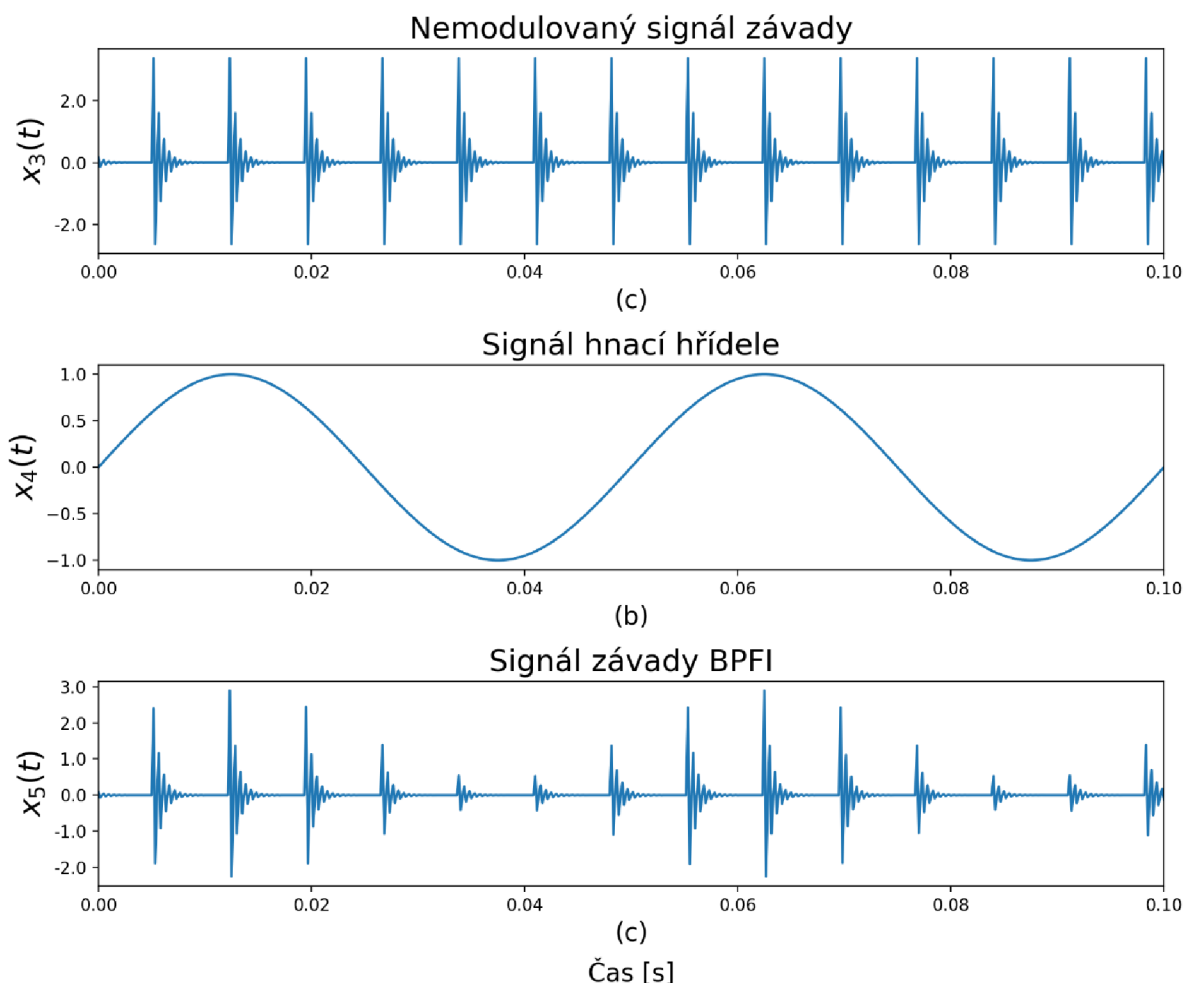 Nemodulovaný signál závady
2.0
0.0
-2.0
x₃(t)
0.00 0.02 0.04 0.06 0.08 0.10
(c)
Signál hnací hřídele
1.0
0.5
0.0
−0.5
−1.0
x₄(t)
0.00 0.02 0.04 0.06 0.08 0.10
(b)
Signál závady BPFI
3.0
2.0
1.0
0.0
-1.0
-2.0
x₅(t)
0.00 0.02 0.04 0.06 0.08 0.10
(c)
Čas [s]